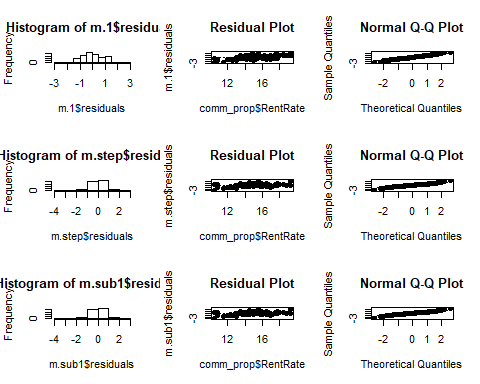 Histogram of m.1$residu
Frequency
0
-3 -1 1 3
m.1$residuals
Residual Plot
m.1$residuals
-3
12 16
comm_prop$RentRate
Normal Q-Q Plot
Sample Quantiles
-3
-2 0 1 2
Theoretical Quantiles
Histogram of m.step$resid
Frequency
0
-4 -2 0 2
m.step$residuals
Residual Plot
m.step$residuals
-3
12 16
comm_prop$RentRate
Normal Q-Q Plot
Sample Quantiles
-3
-2 0 1 2
Theoretical Quantiles
Histogram of m.sub1$resid
Frequency
0
-4 -2 0 2
m.sub1$residuals
Residual Plot
m.sub1$residuals
-3
12 16
comm_prop$RentRate
Normal Q-Q Plot
Sample Quantiles
-3
-2 0 1 2
Theoretical Quantiles